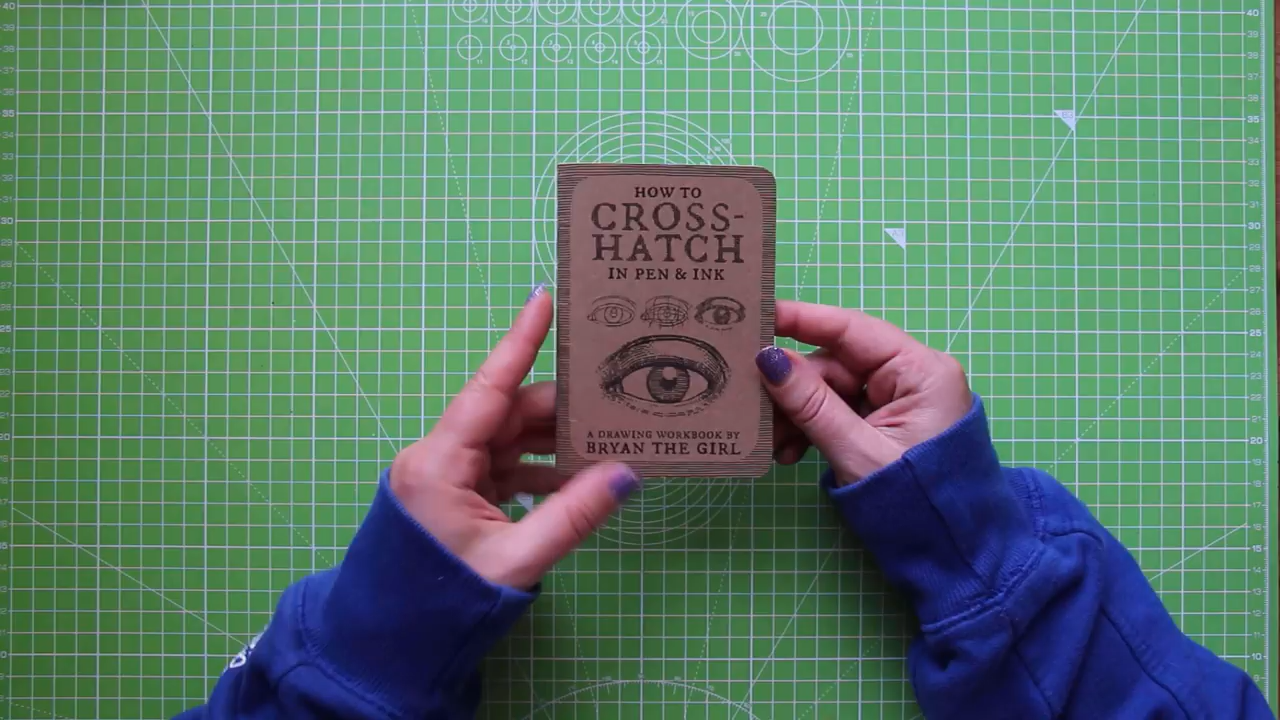 HOW TO
CROSS-
HATCH
IN PEN & INK
A DRAWING WORKBOOK BY
BRYAN THE GIRL